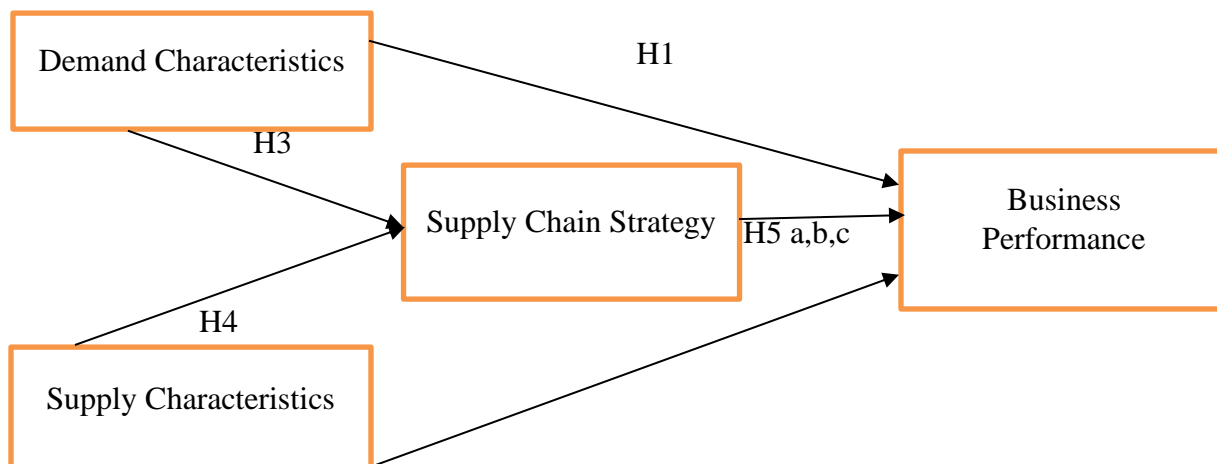 Demand Characteristics
H1
H3
Supply Chain Strategy
H5 a,b,c
Business
Performance
H4
Supply Characteristics